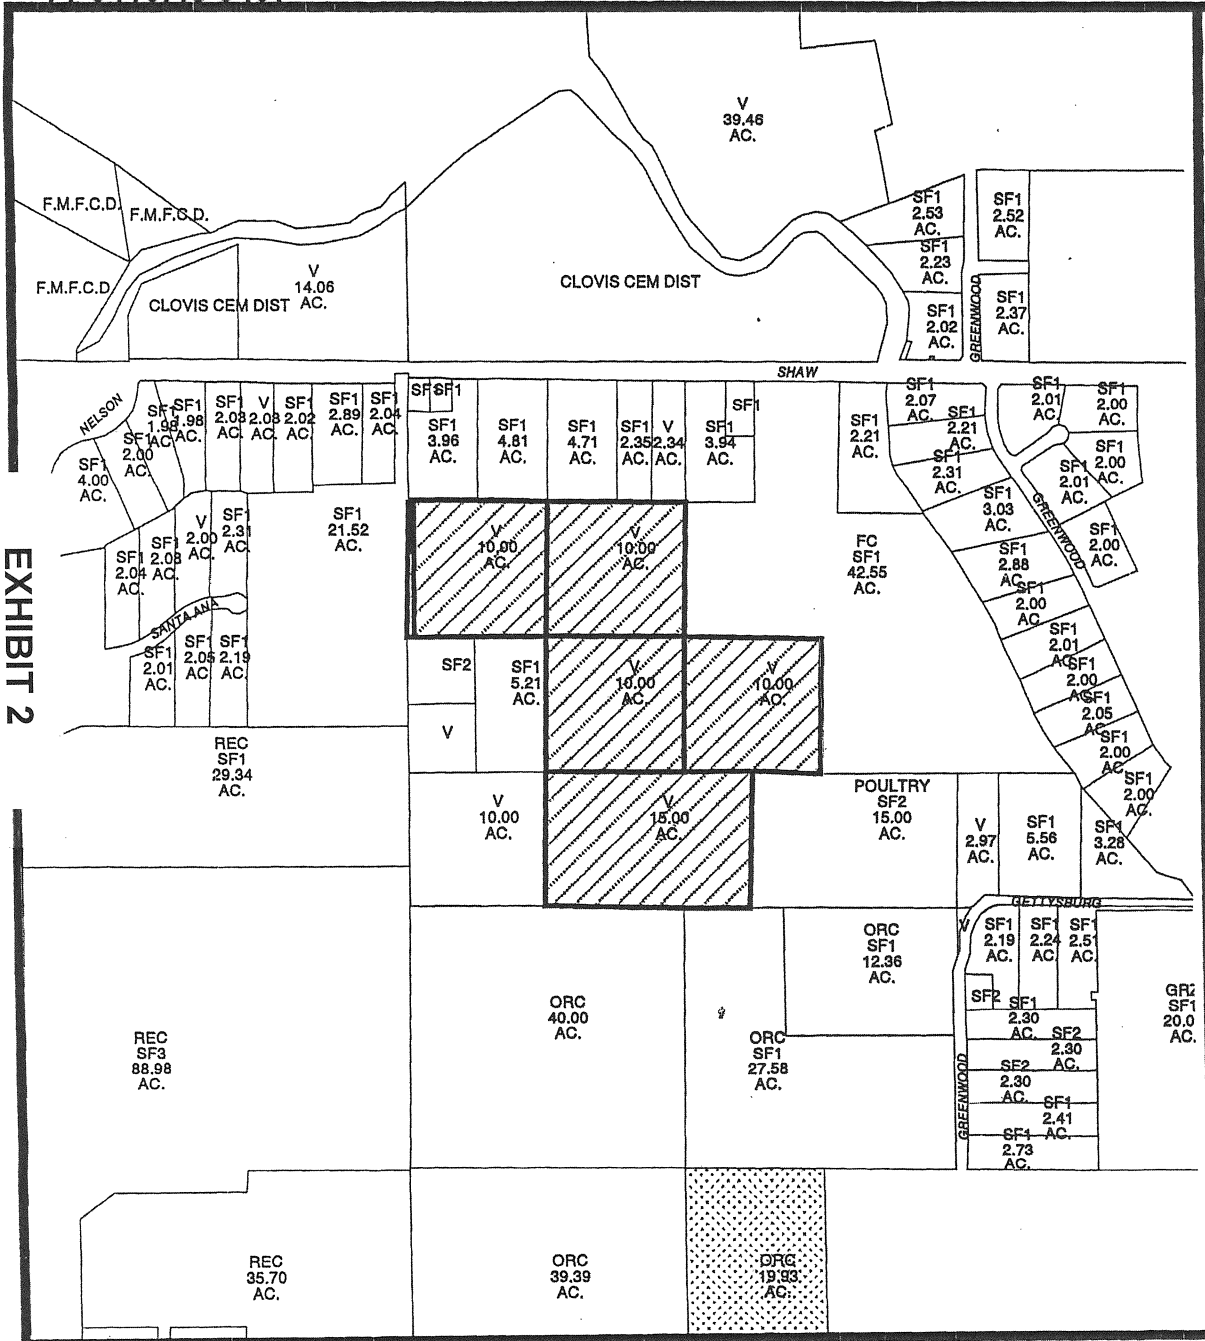 V
39.46
AC.
F.M.F.C.D.
F.M.F.C.D.
F.M.F.C.D.
V
14.06
AC.
CLOVIS CEM DIST
CLOVIS CEM DIST
SF1
2.53
AC.
SF1
2.52
AC.
SF1
2.23
AC.
SF1
2.02
AC.
GREENWOOD
SF1
2.37
AC.
SHAW
NELSON
SF1
4.00
AC.
SF1
2.00
AC.
SF1
1.98
AC.
SF1
1.98
AC.
SF1
2.03
AC.
V
2.03
AC.
SF1
2.02
AC.
SF1
2.89
AC.
SF1
2.04
AC.
SF1
SF1
3.96
AC.
SF1
4.81
AC.
SF1
4.71
AC.
SF1
2.35
AC.
V
2.34
AC.
SF1
3.94
AC.
SF1
SF1
2.21
AC.
SF1
2.07
AC.
SF1
2.21
AC.
SF1
2.31
AC.
SF1
3.03
AC.
SF1
2.01
AC.
SF1
2.00
AC.
SF1
2.00
AC.
SF1
2.01
AC.
SF1
2.00
AC.
GREENWOOD
SF1
2.04
AC.
SF1
2.03
AC.
V
2.00
AC.
SF1
2.31
AC.
SF1
21.52
AC.
V
10.00
AC.
V
10.00
AC.
FC
SF1
42.55
AC.
SF1
2.88
AC.
SF1
2.00
AC.
SF1
2.01
AC.
SF1
2.00
AC.
SF1
2.05
AC.
SF1
2.00
AC.
SF1
2.00
AC.
EXHIBIT 2
SANTA ANA
SF1
2.01
AC.
SF1
2.05
AC.
SF1
2.19
AC.
SF2
V
SF1
5.21
AC.
V
10.00
AC.
V
10.00
AC.
REC
SF1
29.34
AC.
V
10.00
AC.
V
15.00
AC.
POULTRY
SF2
15.00
AC.
V
2.97
AC.
SF1
5.56
AC.
SF1
3.28
AC.
GETTYSBURG
V
SF1
2.19
AC.
SF1
2.24
AC.
SF1
2.51
AC.
ORC
SF1
12.36
AC.
REC
SF3
88.98
AC.
ORC
40.00
AC.
ORC
SF1
27.58
AC.
SF2
SF1
2.30
AC.
SF2
2.30
AC.
SF2
2.30
AC.
SF1
2.41
AC.
SF1
2.73
AC.
GREENWOOD
SF1
20.0
AC.
REC
35.70
AC.
ORC
39.39
AC.
ORC
19.93
AC.